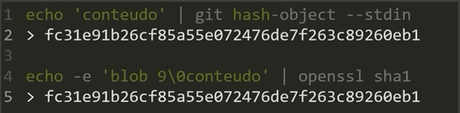 1 echo 'conteudo' | git hash-object --stdin
2 > fc31e91b26cf85a55e072476de7f263c89260eb1
3
4 echo -e 'blob 9\0conteudo' | openssl sha1
5 > fc31e91b26cf85a55e072476de7f263c89260eb1